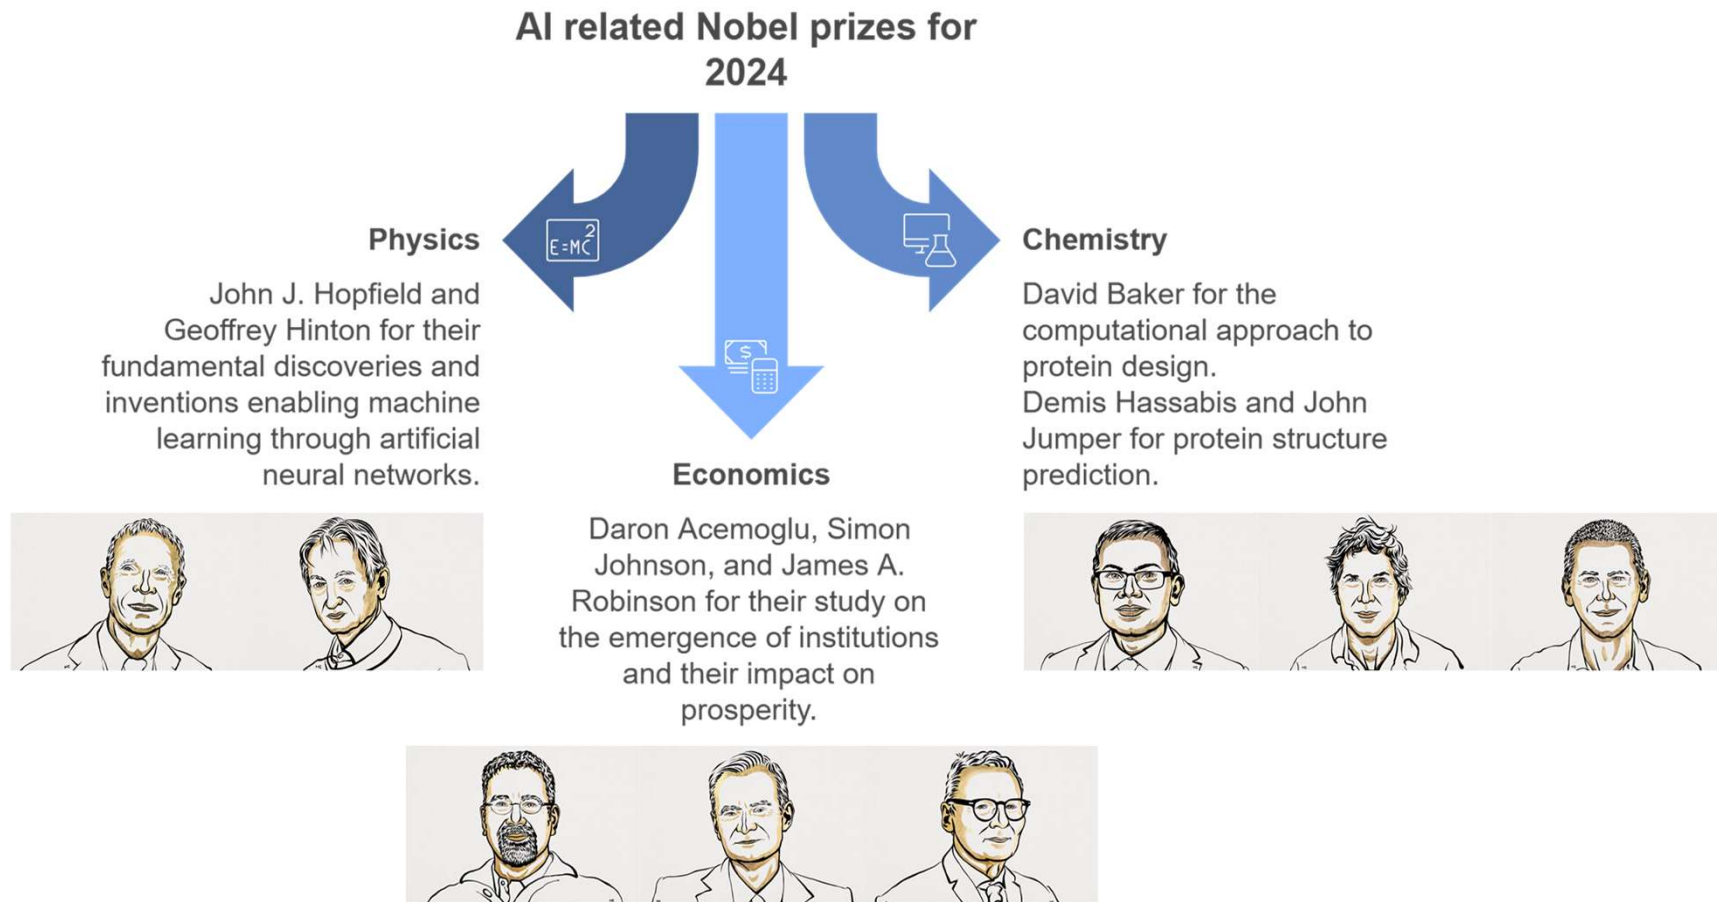 AI related Nobel prizes for
2024
E=MC2
Physics
John J. Hopfield and
Geoffrey Hinton for their
fundamental discoveries and
inventions enabling machine
learning through artificial
neural networks.
$
Economics
Daron Acemoglu, Simon
Johnson, and James A.
Robinson for their study on
the emergence of institutions
and their impact on
prosperity.
Chemistry
David Baker for the
computational approach to
protein design.
Demis Hassabis and John
Jumper for protein structure
prediction.